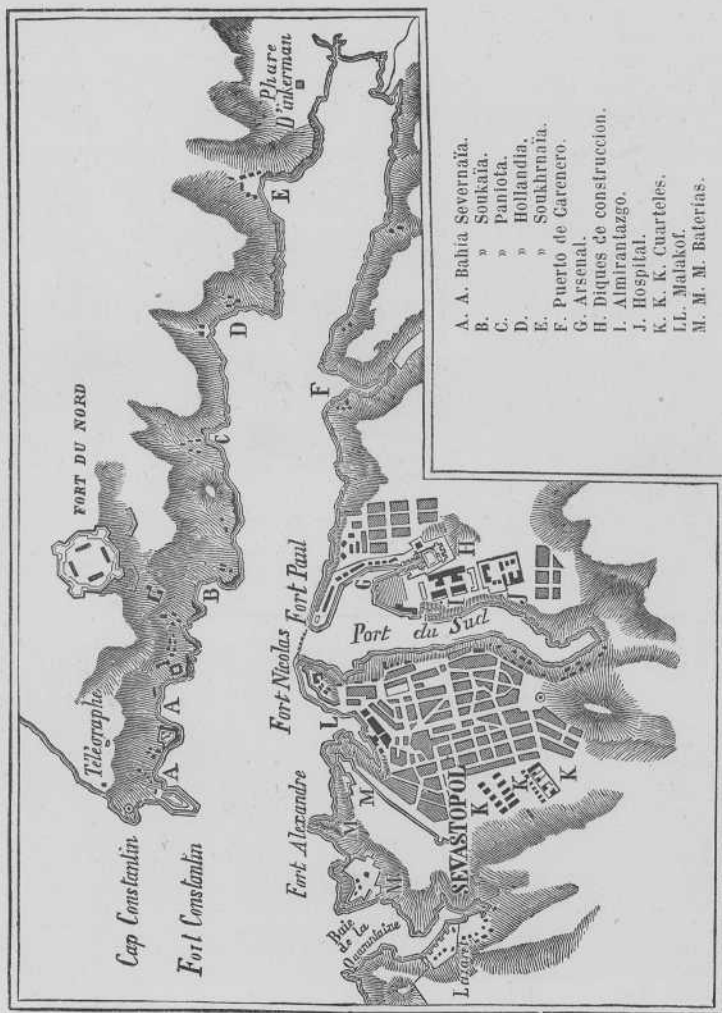 Cap Constantin
Fort Constantin
Télégraphe
FORT DU NORD
Phare
D'inkerman
A
A
B
C
D
E
Fort Alexandre
Fort Nicolas
Fort Paul
F
Baie
de la
Quarantaine
M
M
M
L
Port du Sud
G
H
I
J
SEVASTOPOL
K
K
K
A. A. Bahia Severnaïa.
B. » Soukaïa.
C. » Paniota.
D. » Hollandia.
E. » Soukhrnaïa.
F. Puerto de Carenero.
G. Arsenal.
H. Diques de construccion.
I. Almirantazgo.
J. Hospital.
K. K. K. Cuarteles.
LL. Malakof.
M. M. M. Baterías.